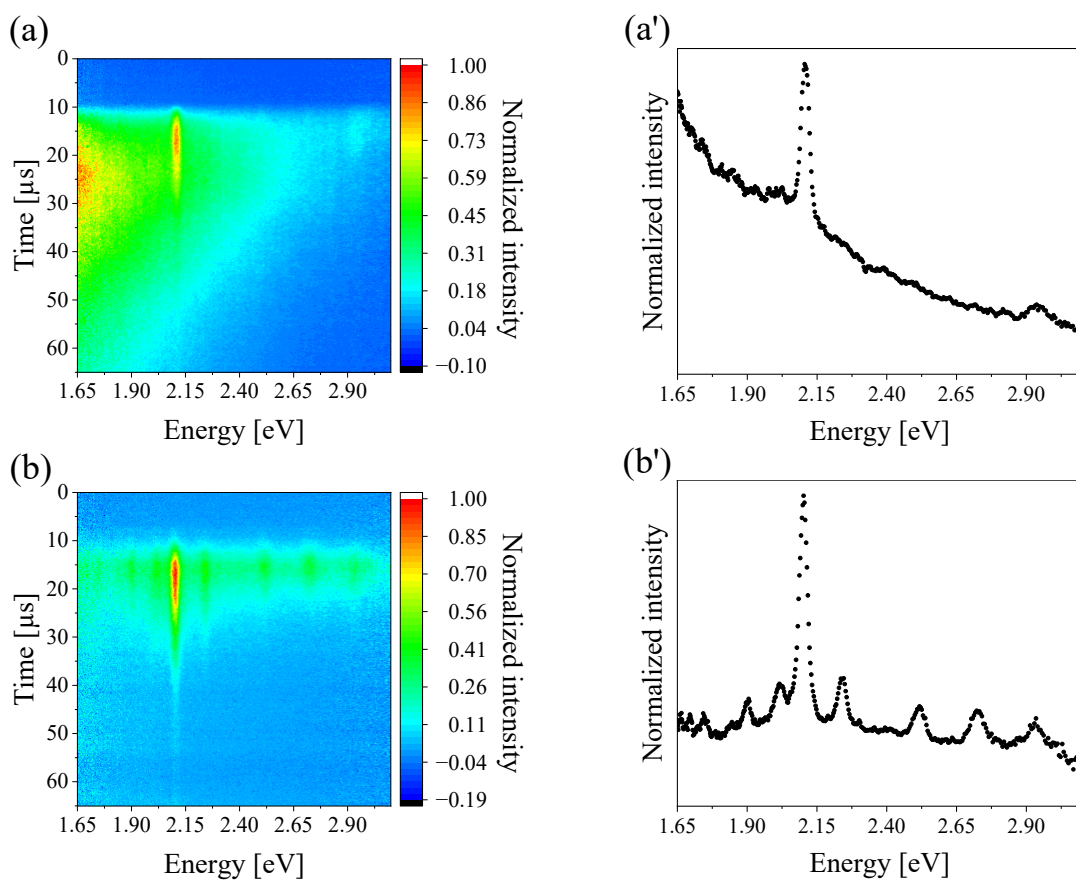 (a)
0
10
20
30
40
50
60
Time [µs]
1.65 1.90 2.15 2.40 2.65 2.90
Energy [eV]
1.00
0.86
0.73
0.59
0.45
0.31
0.18
0.04
−0.10
Normalized intensity
(a')
Normalized intensity
1.65 1.90 2.15 2.40 2.65 2.90
Energy [eV]
(b)
0
10
20
30
40
50
60
Time [µs]
1.65 1.90 2.15 2.40 2.65 2.90
Energy [eV]
1.00
0.85
0.70
0.56
0.41
0.26
0.11
−0.04
−0.19
Normalized intensity
(b')
Normalized intensity
1.65 1.90 2.15 2.40 2.65 2.90
Energy [eV]